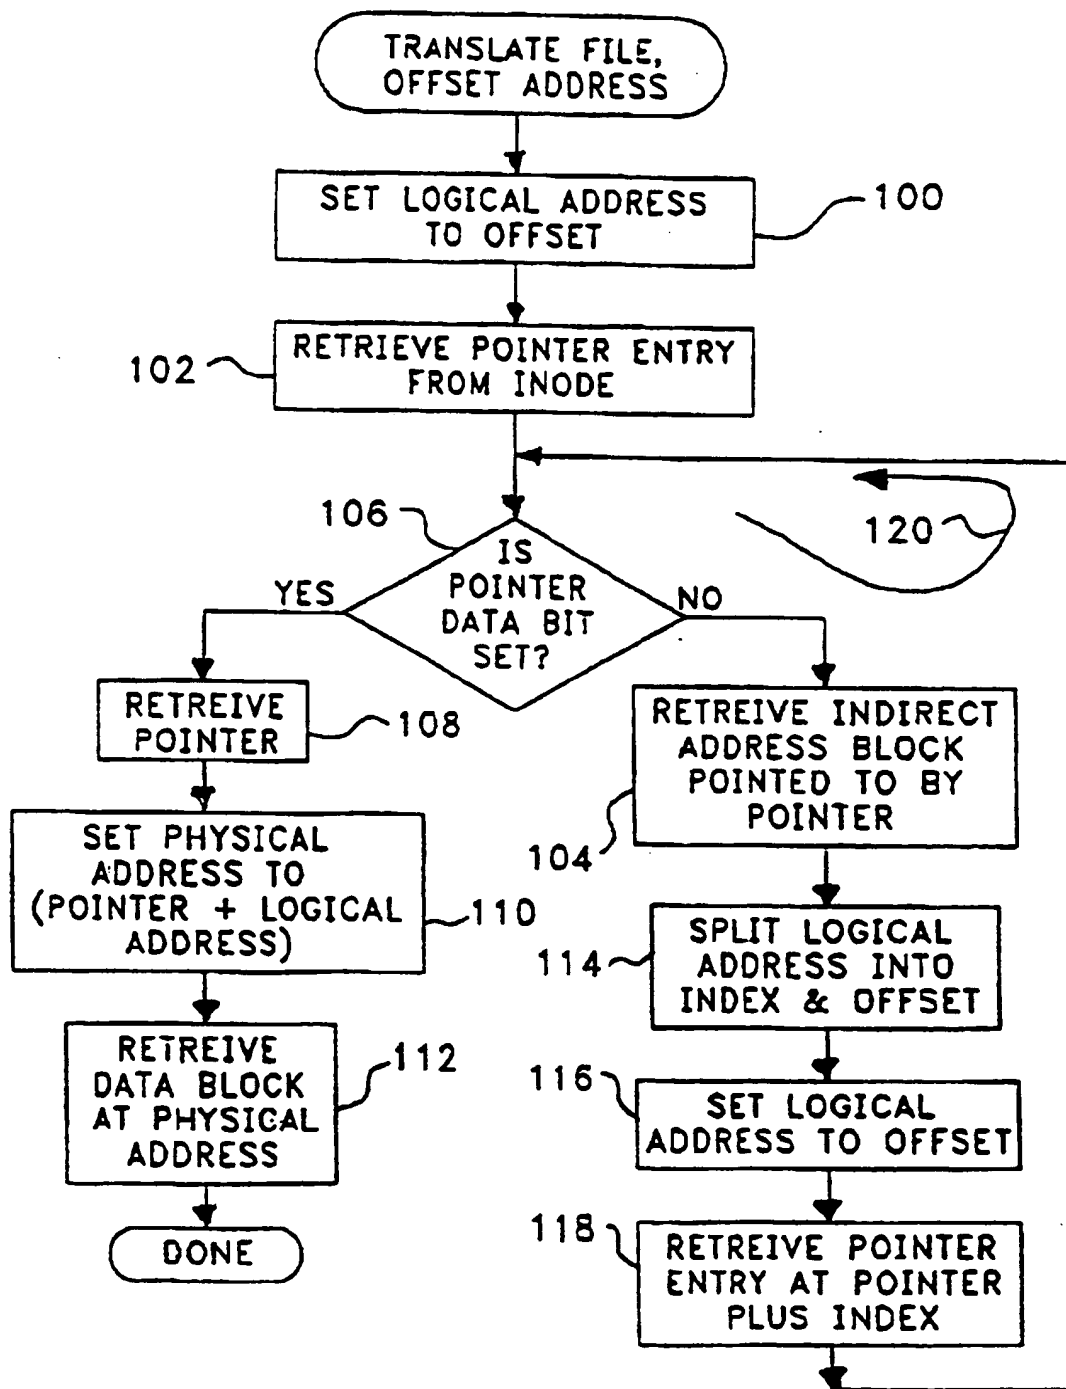 TRANSLATE FILE,
OFFSET ADDRESS
SET LOGICAL ADDRESS
TO OFFSET
100
RETRIEVE POINTER ENTRY
FROM INODE
102
106
IS
POINTER
DATA BIT
SET?
YES
NO
120
RETREIVE
POINTER
108
SET PHYSICAL
ADDRESS TO
(POINTER + LOGICAL
ADDRESS)
110
RETREIVE
DATA BLOCK
AT PHYSICAL
ADDRESS
112
DONE
RETREIVE INDIRECT
ADDRESS BLOCK
POINTED TO BY
POINTER
104
SPLIT LOGICAL
ADDRESS INTO
INDEX & OFFSET
114
116
SET LOGICAL
ADDRESS TO OFFSET
118
RETREIVE POINTER
ENTRY AT POINTER
PLUS INDEX